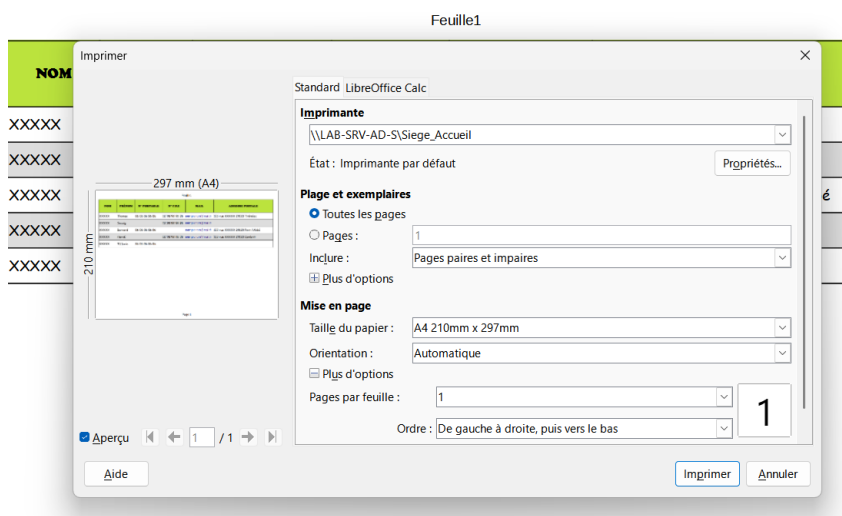 Feuille1
NOM
XXXXX
XXXXX
XXXXX
é
XXXXX
XXXXX
Imprimer
297 mm (A4)
210 mm
Aperçu
1 / 1
Standard
LibreOffice Calc
Imprimante
\\LAB-SRV-AD-S\Siege_Accueil
État : Imprimante par défaut
Propriétés...
Plage et exemplaires
Toutes les pages
Pages : 1
Inclure : Pages paires et impaires
Plus d'options
Mise en page
Taille du papier : A4 210mm x 297mm
Orientation : Automatique
Plus d'options
Pages par feuille : 1
1
Ordre : De gauche à droite, puis vers le bas
Aide
Imprimer
Annuler